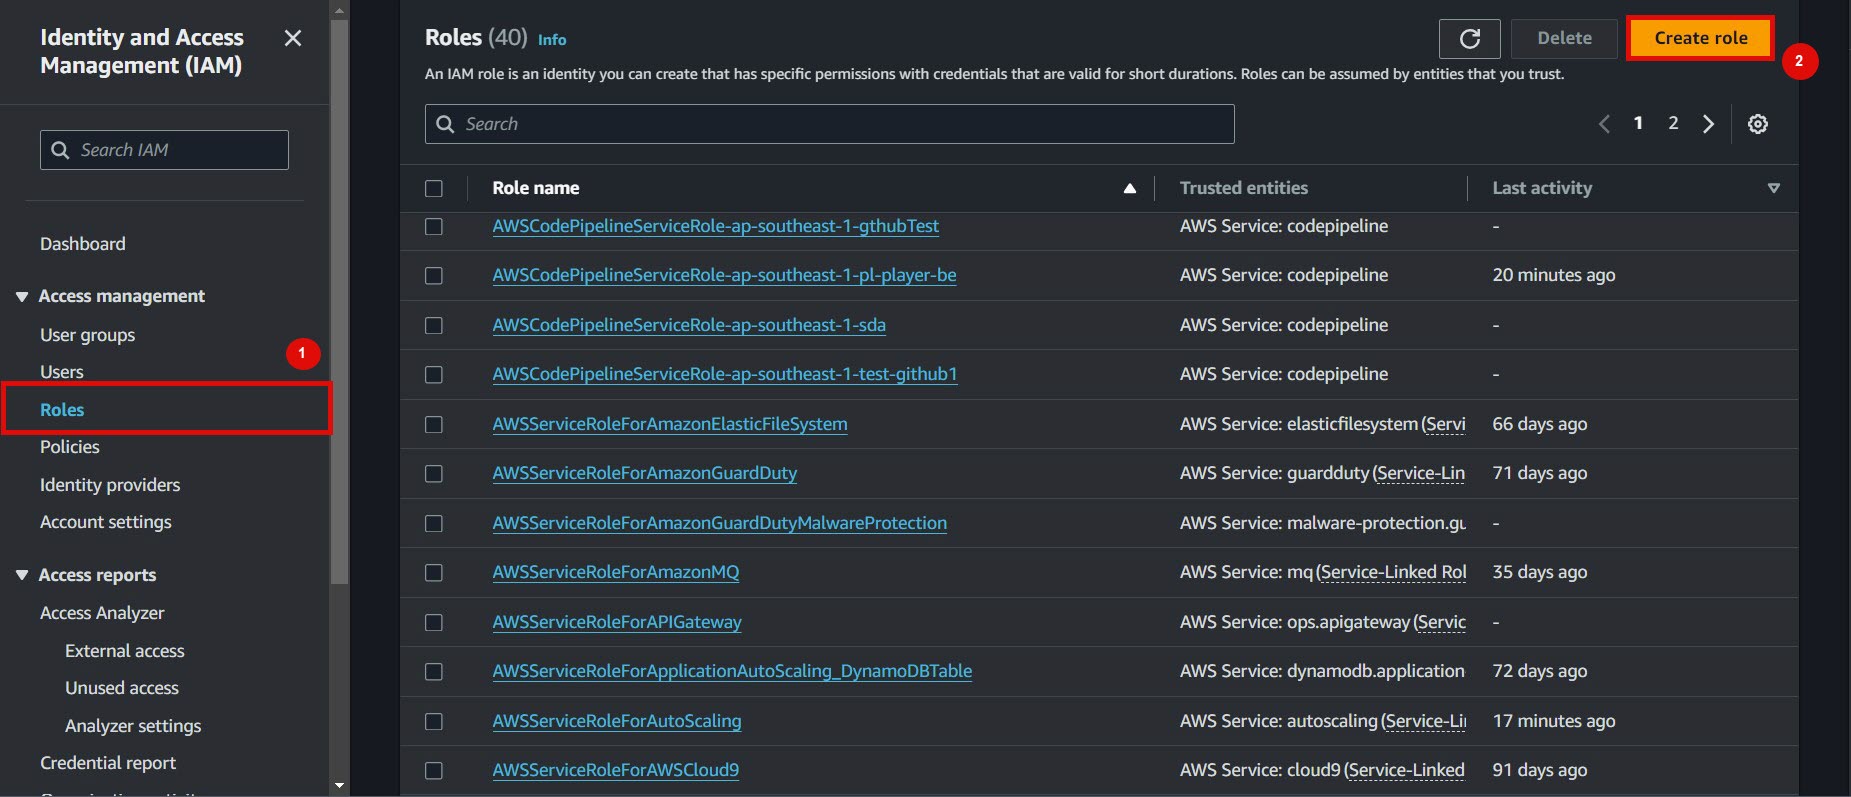 Identity and Access
Management (IAM)
Search IAM
Dashboard
Access management
User groups
1
Users
Roles
Policies
Identity providers
Account settings
Access reports
Access Analyzer
External access
Unused access
Analyzer settings
Credential report
Roles (40) Info
Delete
Create role
2
An IAM role is an identity you can create that has specific permissions with credentials that are valid for short durations. Roles can be assumed by entities that you trust.
Search
1 2
Role name Trusted entities Last activity
AWSCodePipelineServiceRole-ap-southeast-1-gthubTest AWS Service: codepipeline -
AWSCodePipelineServiceRole-ap-southeast-1-pl-player-be AWS Service: codepipeline 20 minutes ago
AWSCodePipelineServiceRole-ap-southeast-1-sda AWS Service: codepipeline -
AWSCodePipelineServiceRole-ap-southeast-1-test-github1 AWS Service: codepipeline -
AWSServiceRoleForAmazonElasticFileSystem AWS Service: elasticfilesystem (Servi 66 days ago
AWSServiceRoleForAmazonGuardDuty AWS Service: guardduty (Service-Lin 71 days ago
AWSServiceRoleForAmazonGuardDutyMalwareProtection AWS Service: malware-protection.gu -
AWSServiceRoleForAmazonMQ AWS Service: mq (Service-Linked Rol 35 days ago
AWSServiceRoleForAPIGateway AWS Service: ops.apigateway (Servic -
AWSServiceRoleForApplicationAutoScaling_DynamoDBTable AWS Service: dynamodb.application 72 days ago
AWSServiceRoleForAutoScaling AWS Service: autoscaling (Service-Li 17 minutes ago
AWSServiceRoleForAWSCloud9 AWS Service: cloud9 (Service-Linked 91 days ago